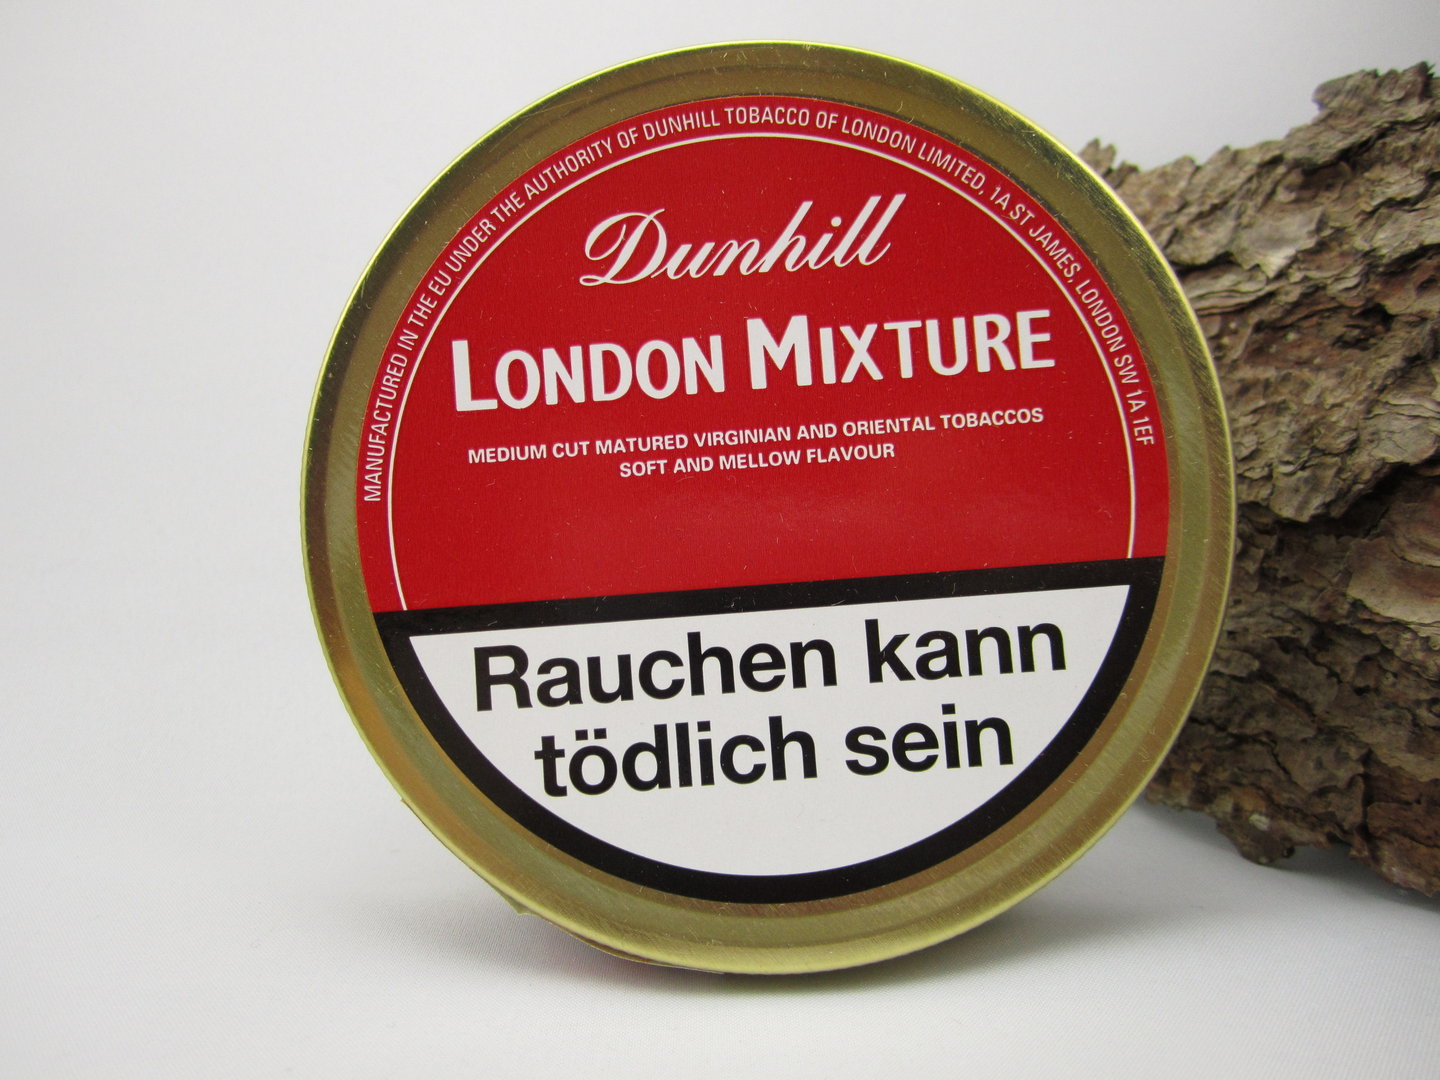 MANUFACTURED IN THE EU UNDER THE AUTHORITY OF DUNHILL TOBACCO OF LONDON LIMITED, 1A ST JAMES, LONDON SW 1A 1EF
Dunhill
LONDON MIXTURE
MEDIUM CUT MATURED VIRGINIAN AND ORIENTAL TOBACCOS
SOFT AND MELLOW FLAVOUR
Rauchen kann
tödlich sein